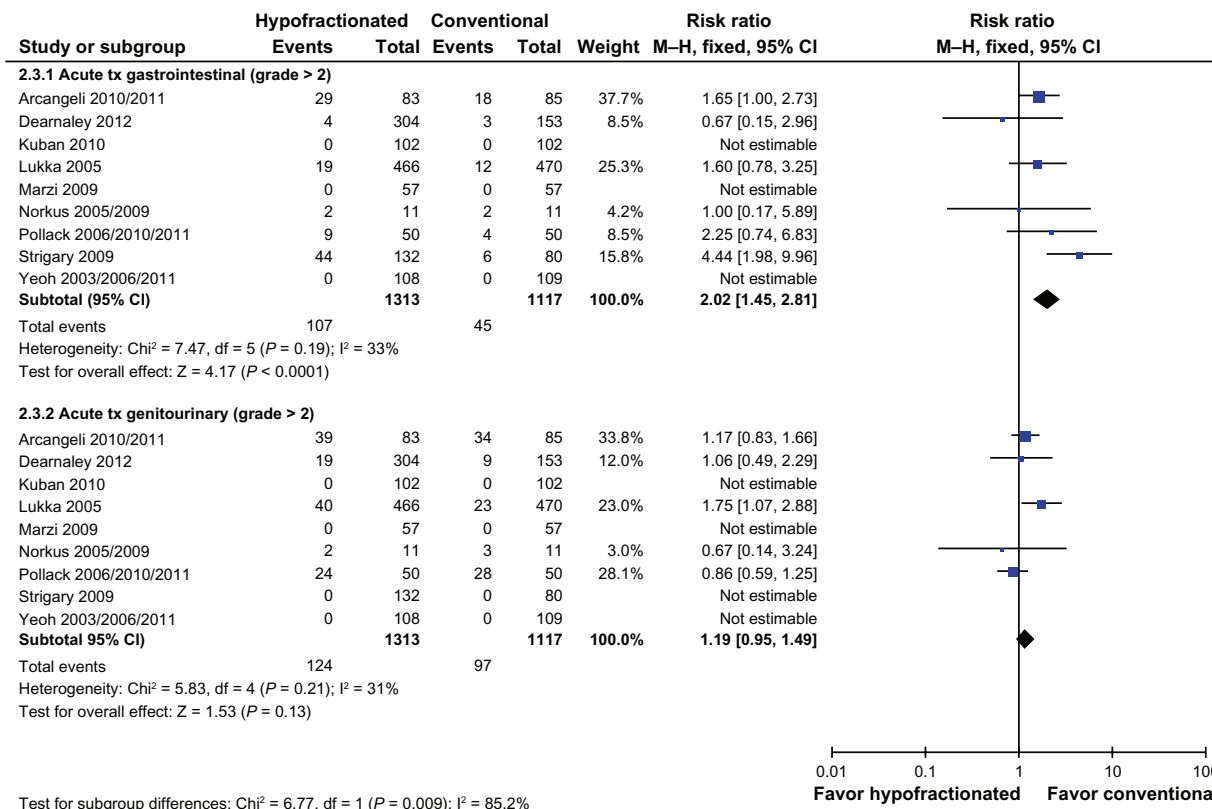 Hypofractionated Conventional Risk ratio Risk ratio
Study or subgroup Events Total Events Total Weight M–H, fixed, 95% CI M–H, fixed, 95% CI
2.3.1 Acute tx gastrointestinal (grade > 2)
Arcangeli 2010/2011 29 83 18 85 37.7% 1.65 [1.00, 2.73]
Dearnaley 2012 4 304 3 153 8.5% 0.67 [0.15, 2.96]
Kuban 2010 0 102 0 102 Not estimable
Lukka 2005 19 466 12 470 25.3% 1.60 [0.78, 3.25]
Marzi 2009 0 57 0 57 Not estimable
Norkus 2005/2009 2 11 2 11 4.2% 1.00 [0.17, 5.89]
Pollack 2006/2010/2011 9 50 4 50 8.5% 2.25 [0.74, 6.83]
Strigary 2009 44 132 6 80 15.8% 4.44 [1.98, 9.96]
Yeoh 2003/2006/2011 0 108 0 109 Not estimable
Subtotal (95% CI) 1313 1117 100.0% 2.02 [1.45, 2.81]
Total events 107 45
Heterogeneity: Chi² = 7.47, df = 5 (P = 0.19); I² = 33%
Test for overall effect: Z = 4.17 (P < 0.0001)
2.3.2 Acute tx genitourinary (grade > 2)
Arcangeli 2010/2011 39 83 34 85 33.8% 1.17 [0.83, 1.66]
Dearnaley 2012 19 304 9 153 12.0% 1.06 [0.49, 2.29]
Kuban 2010 0 102 0 102 Not estimable
Lukka 2005 40 466 23 470 23.0% 1.75 [1.07, 2.88]
Marzi 2009 0 57 0 57 Not estimable
Norkus 2005/2009 2 11 3 11 3.0% 0.67 [0.14, 3.24]
Pollack 2006/2010/2011 24 50 28 50 28.1% 0.86 [0.59, 1.25]
Strigary 2009 0 132 0 80 Not estimable
Yeoh 2003/2006/2011 0 108 0 109 Not estimable
Subtotal 95% CI) 1313 1117 100.0% 1.19 [0.95, 1.49]
Total events 124 97
Heterogeneity: Chi² = 5.83, df = 4 (P = 0.21); I² = 31%
Test for overall effect: Z = 1.53 (P = 0.13)
0.01 0.1 1 10
Favor hypofractionated Favor conventiona
Test for subgroup differences: Chi² = 6.77, df = 1 (P = 0.009); I² = 85.2%